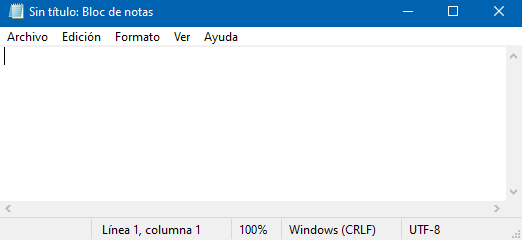 Sin título: Bloc de notas
Archivo Edición Formato Ver Ayuda
Línea 1, columna 1 100% Windows (CRLF) UTF-8